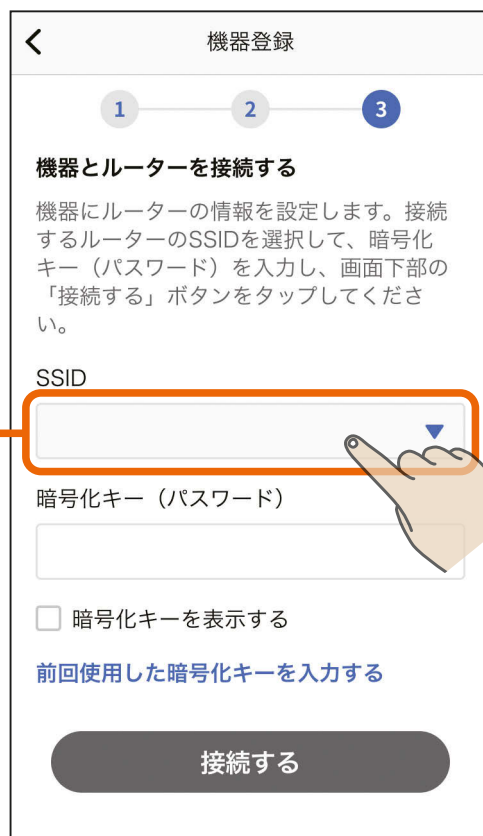 機器登録
1 2 3
機器とルーターを接続する
機器にルーターの情報を設定します。接続
するルーターのSSIDを選択して、暗号化
キー（パスワード）を入力し、画面下部の
「接続する」ボタンをタップしてくださ
い。
SSID
暗号化キー（パスワード）
暗号化キーを表示する
前回使用した暗号化キーを入力する
接続する